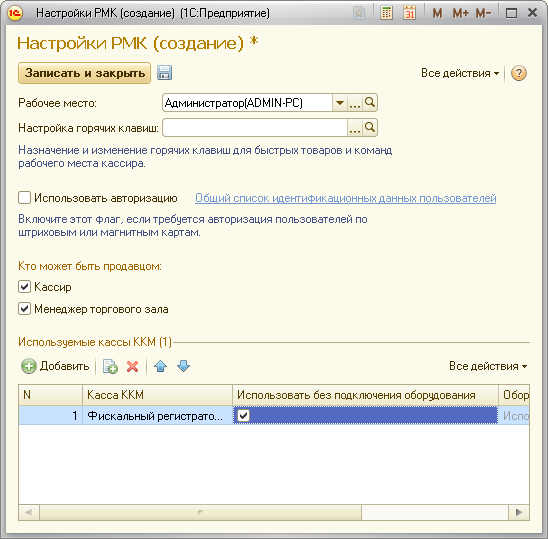 Настройки РМК (создание) (1С:Предприятие)
M M+ M-
Настройки РМК (создание) *
Записать и закрыть
Все действия
Рабочее место:
Администратор(ADMIN-PC)
Настройка горячих клавиш:
Назначение и изменение горячих клавиш для быстрых товаров и команд
рабочего места кассира.
Использовать авторизацию
Общий список идентификационных данных пользователей
Включите этот флаг, если требуется авторизация пользователей по
штриховым или магнитным картам.
Кто может быть продавцом:
Кассир
Менеджер торгового зала
Используемые кассы ККМ (1)
Добавить
Все действия
N Касса ККМ Использовать без подключения оборудования Обор
1 Фискальный регистрато... Испо